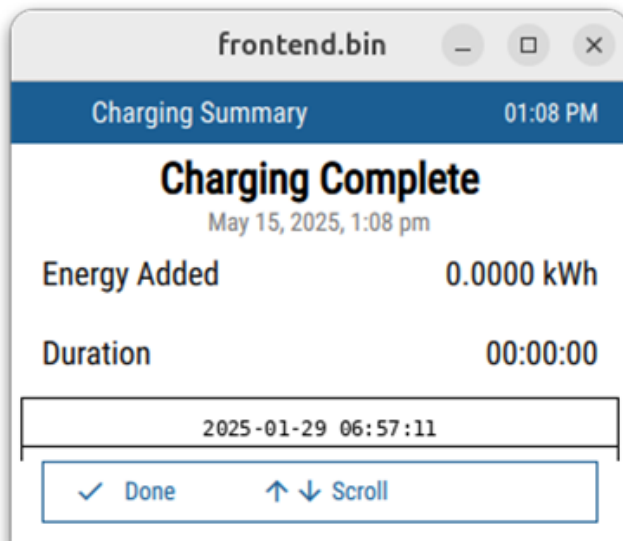 frontend.bin
Charging Summary 01:08 PM
Charging Complete
May 15, 2025, 1:08 pm
Energy Added 0.0000 kWh
Duration 00:00:00
2025-01-29 06:57:11
Done Scroll